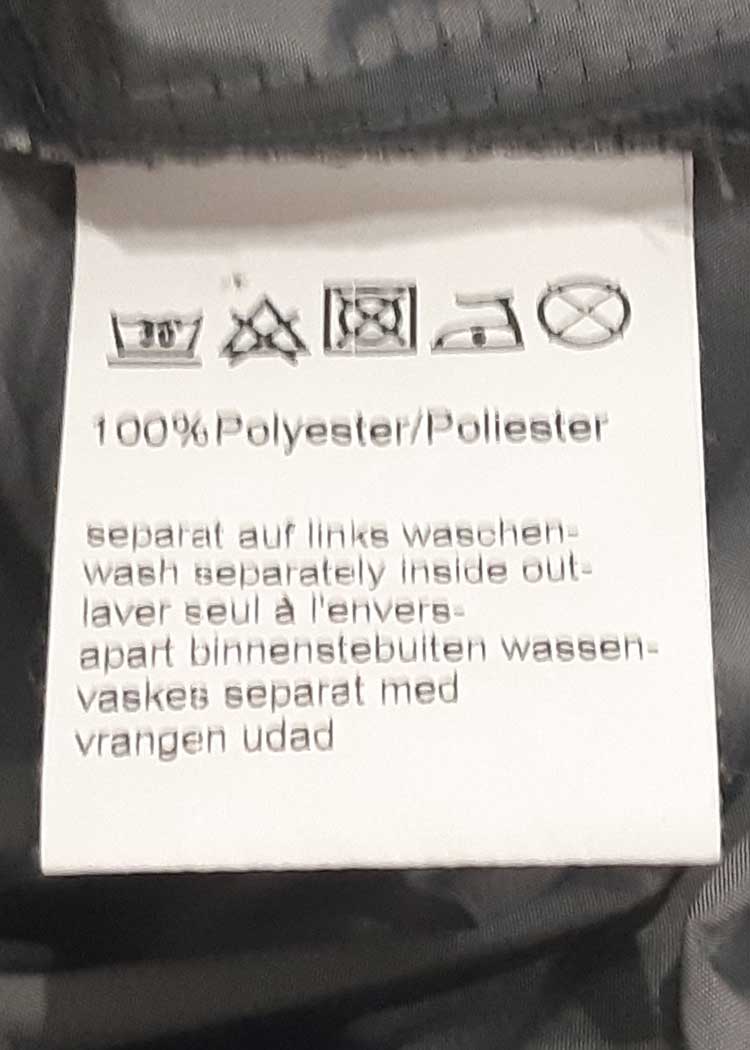 30°
100% Polyester/Poliester
separat auf links waschen-
wash separately inside out-
laver seul à l'envers-
apart binnenstebuiten wassen-
vaskes separat med
vrangen udad